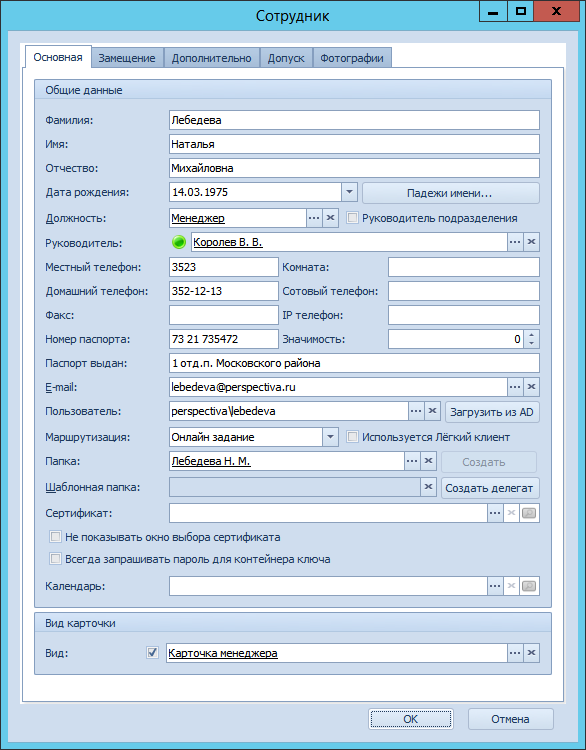 Сотрудник
Основная Замещение Дополнительно Допуск Фотографии
Общие данные
Фамилия: Лебедева
Имя: Наталья
Отчество: Михайловна
Дата рождения: 14.03.1975 Падежи имени...
Должность: Менеджер ... Руководитель подразделения
Руководитель: Королев В. В. ...
Местный телефон: 3523 Комната:
Домашний телефон: 352-12-13 Сотовый телефон:
Факс: IP телефон:
Номер паспорта: 73 21 735472 Значимость: 0
Паспорт выдан: 1 отд.п. Московского района
E-mail: lebedeva@perspectiva.ru ...
Пользователь: perspectiva\lebedeva ... Загрузить из AD
Маршрутизация: Онлайн задание Используется Лёгкий клиент
Папка: Лебедева Н. М. ... Создать
Шаблонная папка: Создать делегат
Сертификат: ...
Не показывать окно выбора сертификата
Всегда запрашивать пароль для контейнера ключа
Календарь: ...
Вид карточки
Вид: Карточка менеджера ...
OK Отмена